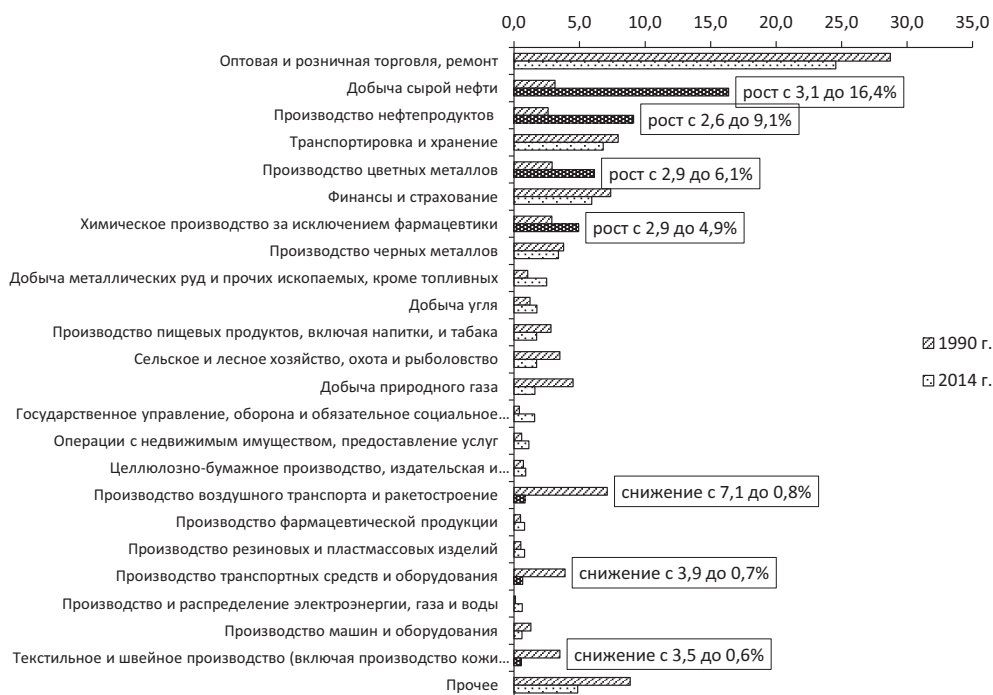 0,0 5,0 10,0 15,0 20,0 25,0 30,0 35,0
Оптовая и розничная торговля, ремонт
Добыча сырой нефти
рост с 3,1 до 16,4%
Производство нефтепродуктов
рост с 2,6 до 9,1%
Транспортировка и хранение
Производство цветных металлов
рост с 2,9 до 6,1%
Финансы и страхование
Химическое производство за исключением фармацевтики
рост с 2,9 до 4,9%
Производство черных металлов
Добыча металлических руд и прочих ископаемых, кроме топливных
Добыча угля
Производство пищевых продуктов, включая напитки, и табака
1990 г.
Сельское и лесное хозяйство, охота и рыболовство
2014 г.
Добыча природного газа
Государственное управление, оборона и обязательное социальное...
Операции с недвижимым имуществом, предоставление услуг
Целлюлозно-бумажное производство, издательская и...
Производство воздушного транспорта и ракетостроение
снижение с 7,1 до 0,8%
Производство фармацевтической продукции
Производство резиновых и пластмассовых изделий
Производство транспортных средств и оборудования
снижение с 3,9 до 0,7%
Производство и распределение электроэнергии, газа и воды
Производство машин и оборудования
Текстильное и швейное производство (включая производство кожи...
снижение с 3,5 до 0,6%
Прочее